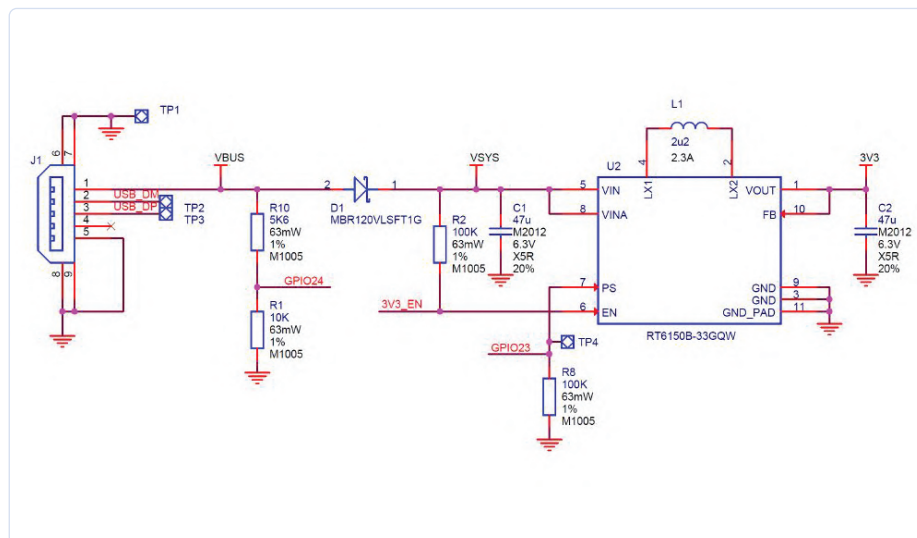 TP1
J1
6
7
1
2
3
4
5
8
9
USB_DM
USB_DP
TP2
TP3
VBUS
R10
5K6
63mW
1%
M1005
GPIO24
R1
10K
63mW
1%
M1005
2
1
D1
MBR120VLSFT1G
VSYS
R2
100K
63mW
1%
M1005
C1
47u
M2012
6.3V
X5R
20%
3V3_EN
GPIO23
TP4
R8
100K
63mW
1%
M1005
L1
2u2
2.3A
4
2
U2
LX1
LX2
5
VIN
8
VINA
7
PS
6
EN
VOUT
1
FB
10
GND
9
GND
3
GND_PAD
11
RT6150B-33GQW
3V3
C2
47u
M2012
6.3V
X5R
20%